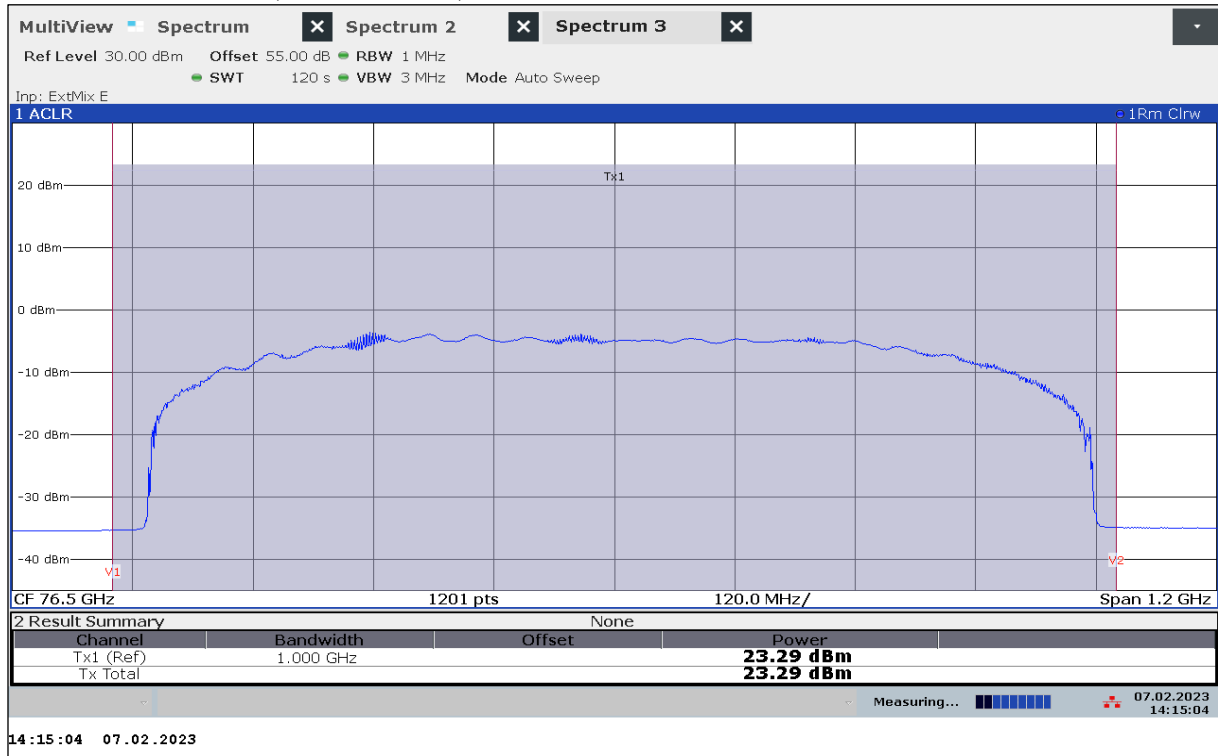 MultiView Spectrum X Spectrum 2 X Spectrum 3 X
Ref Level 30.00 dBm Offset 55.00 dB RBW 1 MHz
SWT 120 s VBW 3 MHz Mode Auto Sweep
Inp: ExtMix E
1 ACLR 1Rm Clrw
Tx1
20 dBm
10 dBm
0 dBm
-10 dBm
-20 dBm
-30 dBm
-40 dBm
V1 V2
CF 76.5 GHz 1201 pts 120.0 MHz/ Span 1.2 GHz
2 Result Summary None
Channel Bandwidth Offset Power
Tx1 (Ref) 1.000 GHz 23.29 dBm
Tx Total 23.29 dBm
Measuring... 07.02.2023
14:15:04
14:15:04 07.02.2023